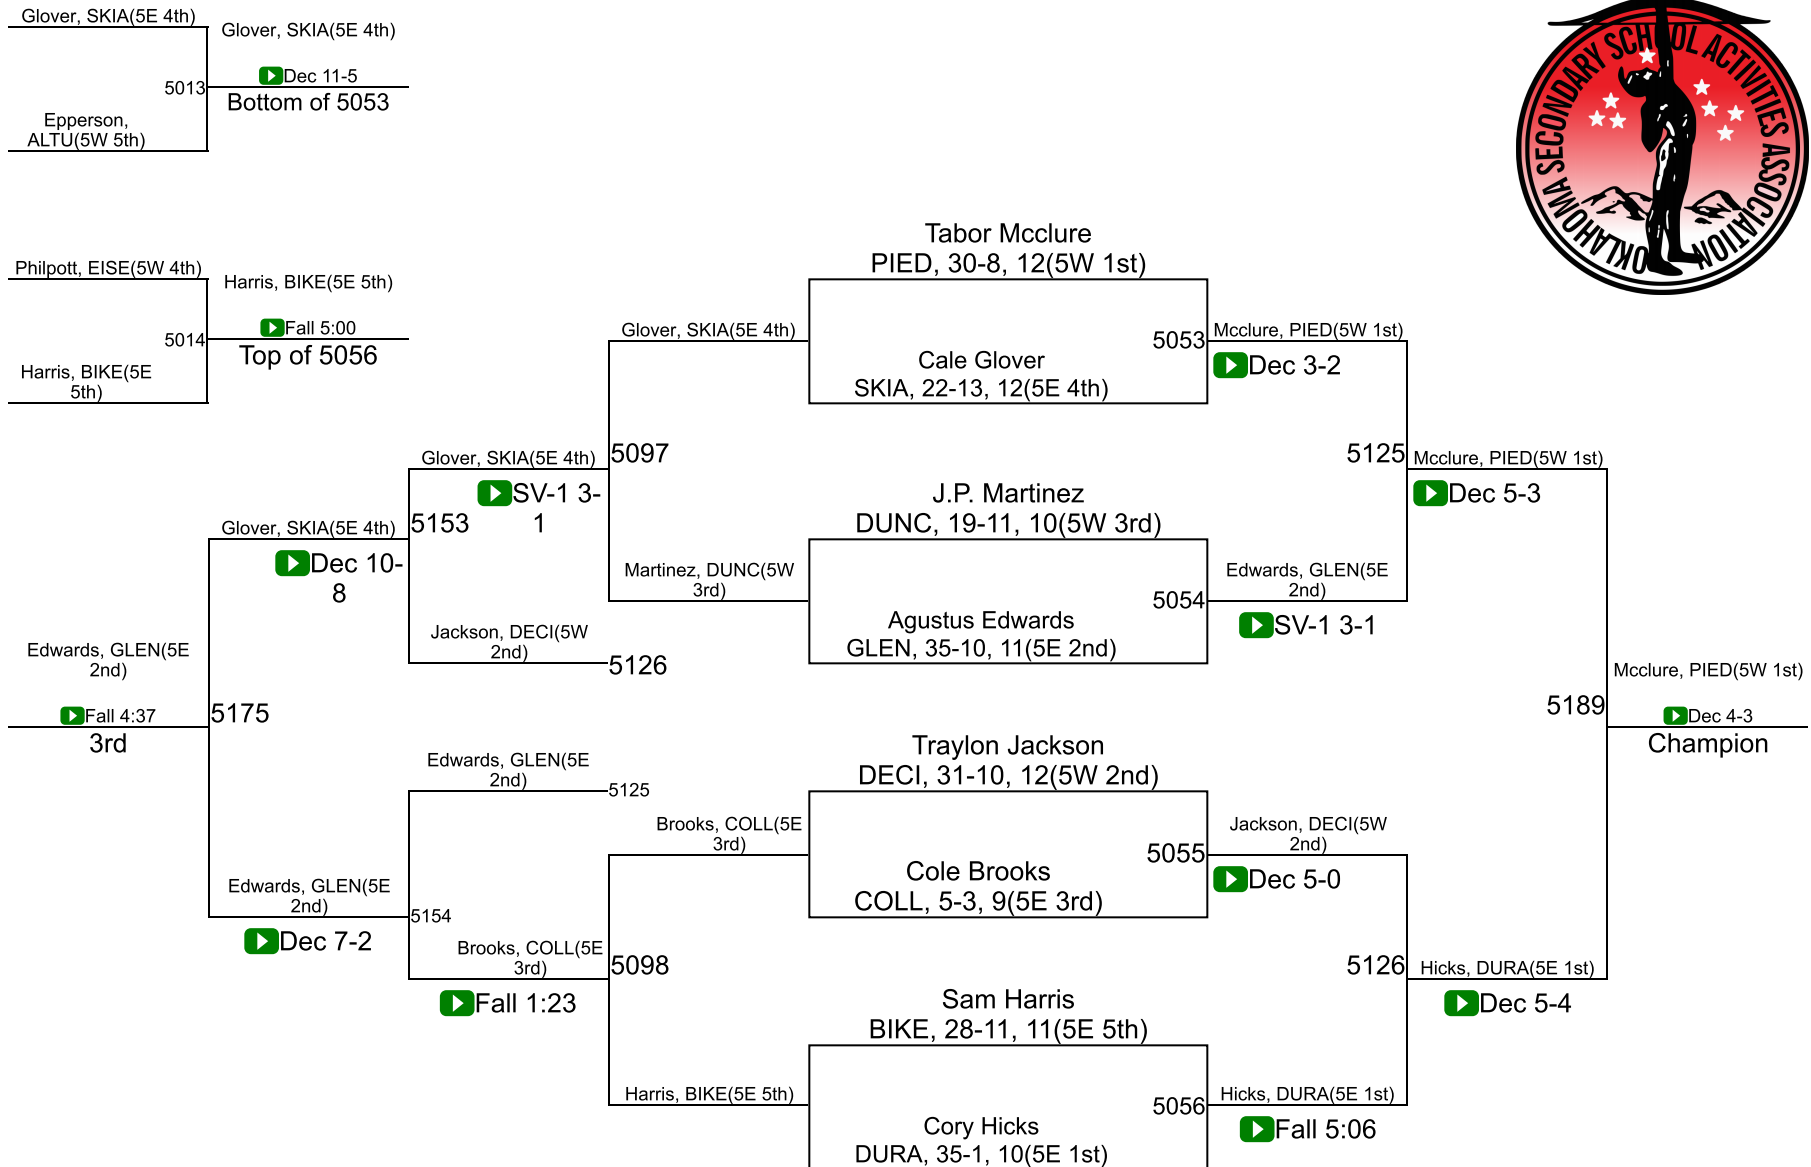 Glover, SKIA(5E 4th)
Glover, SKIA(5E 4th)
Dec 11-5
5013
Bottom of 5053
Epperson,
ALTU(5W 5th)
OKLAHOMA SECONDARY SCHOOL ACTIVITIES ASSOCIATION
Philpott, EISE(5W 4th)
Harris, BIKE(5E 5th)
Fall 5:00
5014
Top of 5056
Harris, BIKE(5E
5th)
Tabor Mcclure
PIED, 30-8, 12(5W 1st)
Glover, SKIA(5E 4th)
5053
Mcclure, PIED(5W 1st)
Cale Glover
SKIA, 22-13, 12(5E 4th)
Dec 3-2
Glover, SKIA(5E 4th)
5097
5125
Mcclure, PIED(5W 1st)
SV-1 3-
1
Dec 5-3
J.P. Martinez
DUNC, 19-11, 10(5W 3rd)
Glover, SKIA(5E 4th)
5153
Dec 10-
8
Martinez, DUNC(5W
3rd)
5054
Edwards, GLEN(5E
2nd)
Agustus Edwards
GLEN, 35-10, 11(5E 2nd)
SV-1 3-1
Jackson, DECI(5W
2nd)
5126
Edwards, GLEN(5E
2nd)
Fall 4:37
3rd
5175
5189
Mcclure, PIED(5W 1st)
Dec 4-3
Champion
Edwards, GLEN(5E
2nd)
5125
Traylon Jackson
DECI, 31-10, 12(5W 2nd)
Brooks, COLL(5E
3rd)
5055
Jackson, DECI(5W
2nd)
Cole Brooks
COLL, 5-3, 9(5E 3rd)
Dec 5-0
Edwards, GLEN(5E
2nd)
5154
Dec 7-2
Brooks, COLL(5E
3rd)
5098
5126
Hicks, DURA(5E 1st)
Fall 1:23
Dec 5-4
Sam Harris
BIKE, 28-11, 11(5E 5th)
Harris, BIKE(5E 5th)
5056
Hicks, DURA(5E 1st)
Cory Hicks
DURA, 35-1, 10(5E 1st)
Fall 5:06